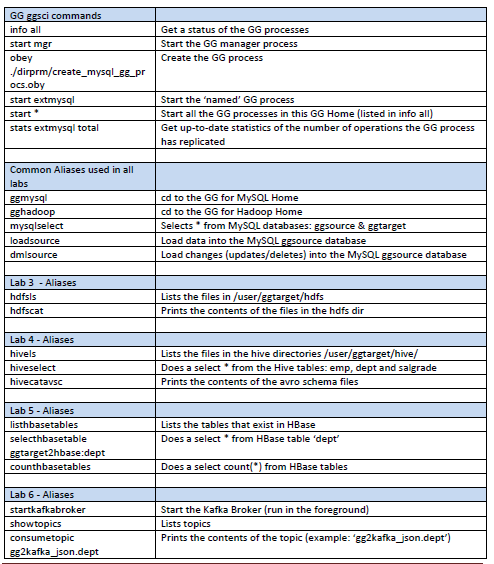 GG ggsci commands
info all Get a status of the GG processes
start mgr Start the GG manager process
obey Create the GG process
./dirprm/create_mysql_gg_pr
ocs.oby
start extmysql Start the ‘named’ GG process
start * Start all the GG processes in this GG Home (listed in info all)
stats extmysql total Get up-to-date statistics of the number of operations the GG process
has replicated
Common Aliases used in all
labs
ggmysql cd to the GG for MySQL Home
gghadoop cd to the GG for Hadoop Home
mysqlselect Selects * from MySQL databases: ggsource & ggtarget
loadsource Load data into the MySQL ggsource database
dmlsource Load changes (updates/deletes) into the MySQL ggsource database
Lab 3 - Aliases
hdfsls Lists the files in /user/ggtarget/hdfs
hdfscat Prints the contents of the files in the hdfs dir
Lab 4 - Aliases
hivels Lists the files in the hive directories /user/ggtarget/hive/
hiveselect Does a select * from the Hive tables: emp, dept and salgrade
hivecatavsc Prints the contents of the avro schema files
Lab 5 - Aliases
listhbasetables Lists the tables that exist in HBase
selecthbasetable Does a select * from HBase table ‘dept’
ggtarget2hbase:dept
counthbasetables Does a select count(*) from HBase tables
Lab 6 - Aliases
startkafkabroker Start the Kafka Broker (run in the foreground)
showtopics Lists topics
consumetopic Prints the contents of the topic (example: ‘gg2kafka_json.dept’)
gg2kafka_json.dept